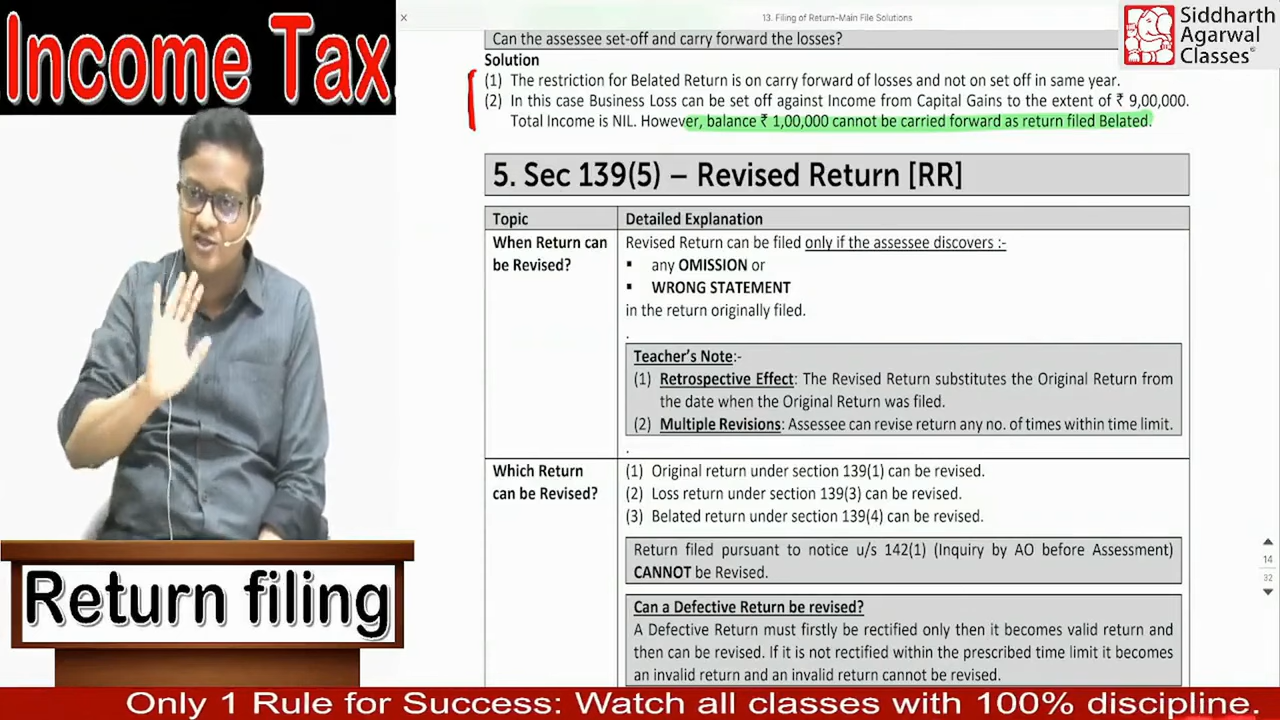 Income Tax
Return filing
13. Filing of Return-Main File Solutions
Siddharth
Agarwal
Classes®
Can the assessee set-off and carry forward the losses?
Solution
(1) The restriction for Belated Return is on carry forward of losses and not on set off in same year.
(2) In this case Business Loss can be set off against Income from Capital Gains to the extent of ₹ 9,00,000.
Total Income is NIL. However, balance ₹ 1,00,000 cannot be carried forward as return filed Belated.
5. Sec 139(5) – Revised Return [RR]
Topic Detailed Explanation
When Return can
be Revised?
Revised Return can be filed only if the assessee discovers :-
▪ any OMISSION or
▪ WRONG STATEMENT
in the return originally filed.
.
Teacher's Note:-
(1) Retrospective Effect: The Revised Return substitutes the Original Return from
the date when the Original Return was filed.
(2) Multiple Revisions: Assessee can revise return any no. of times within time limit.
.
Which Return
can be Revised?
(1) Original return under section 139(1) can be revised.
(2) Loss return under section 139(3) can be revised.
(3) Belated return under section 139(4) can be revised.
Return filed pursuant to notice u/s 142(1) (Inquiry by AO before Assessment)
CANNOT be Revised.
Can a Defective Return be revised?
A Defective Return must firstly be rectified only then it becomes valid return and
then can be revised. If it is not rectified within the prescribed time limit it becomes
an invalid return and an invalid return cannot be revised.
14
32
Only 1 Rule for Success: Watch all classes with 100% discipline.